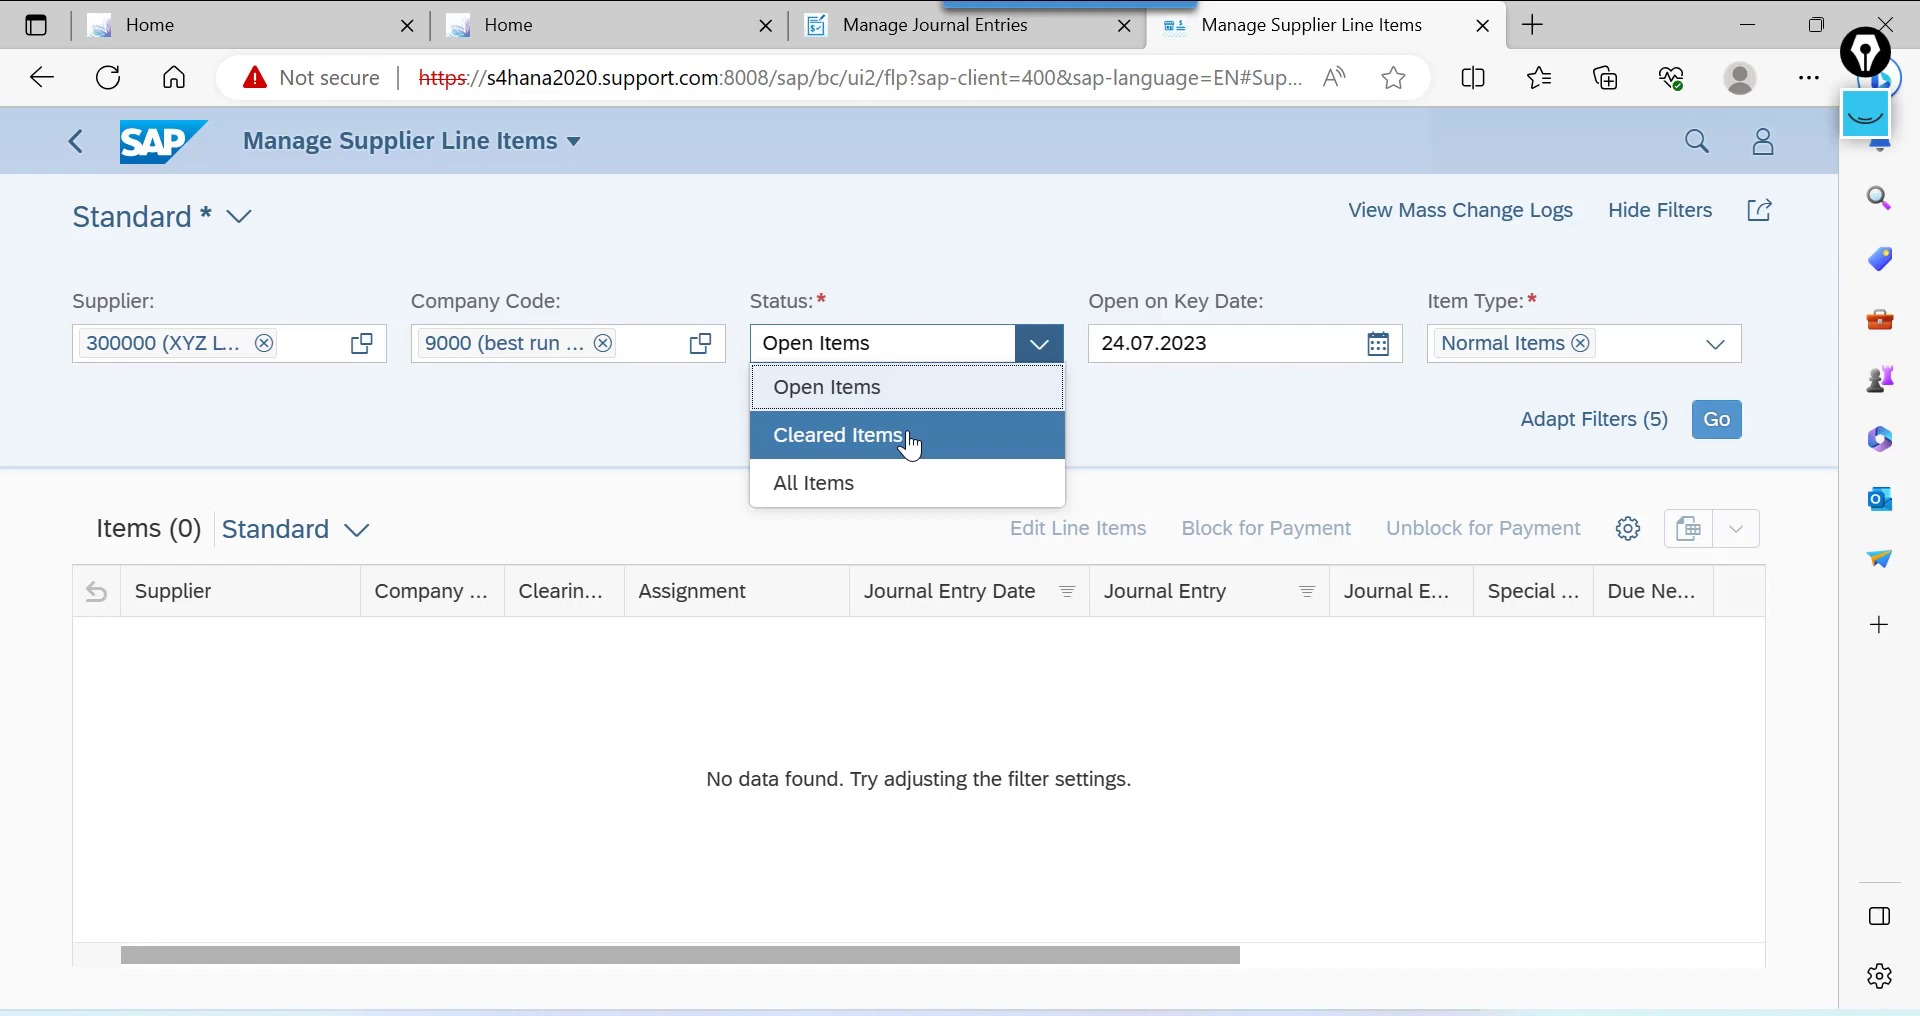 Home
Home
Manage Journal Entries
Manage Supplier Line Items
Not secure
https://s4hana2020.support.com:8008/sap/bc/ui2/flp?sap-client=400&sap-language=EN#Sup...
SAP
Manage Supplier Line Items
Standard *
View Mass Change Logs
Hide Filters
Supplier:
Company Code:
Status:*
Open on Key Date:
Item Type:*
300000 (XYZ L...
9000 (best run ...
Open Items
24.07.2023
Normal Items
Open Items
Cleared Items
All Items
Adapt Filters (5)
Go
Items (0)
Standard
Edit Line Items
Block for Payment
Unblock for Payment
Supplier
Company ...
Clearin...
Assignment
Journal Entry Date
Journal Entry
Journal E...
Special ...
Due Ne...
No data found. Try adjusting the filter settings.